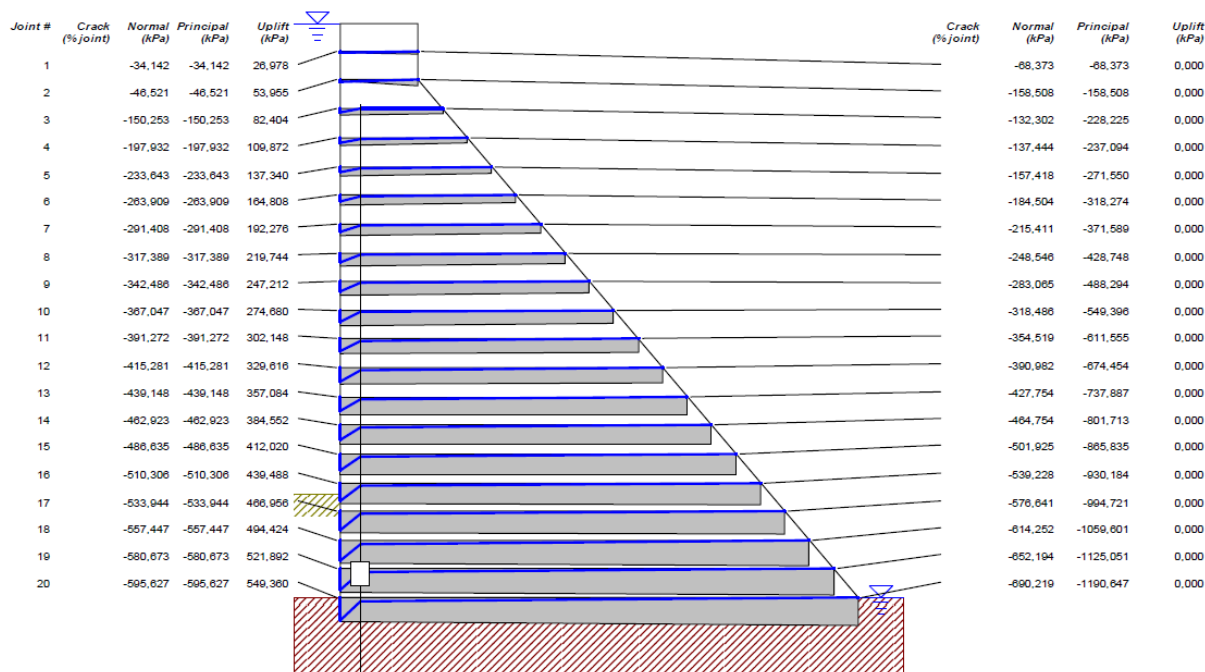 Joint # Crack (% joint) Normal (kPa) Principal (kPa) Uplift (kPa) Crack (% joint) Normal (kPa) Principal (kPa) Uplift (kPa)
1 -34,142 -34,142 26,978 -68,373 -68,373 0,000
2 -46,521 -46,521 53,955 -158,508 -158,508 0,000
3 -150,253 -150,253 82,404 -132,302 -228,225 0,000
4 -197,932 -197,932 109,872 -137,444 -237,094 0,000
5 -233,643 -233,643 137,340 -157,418 -271,550 0,000
6 -263,909 -263,909 164,808 -184,504 -318,274 0,000
7 -291,408 -291,408 192,276 -215,411 -371,589 0,000
8 -317,389 -317,389 219,744 -248,546 -428,748 0,000
9 -342,486 -342,486 247,212 -283,065 -488,294 0,000
10 -367,047 -367,047 274,680 -318,486 -549,396 0,000
11 -391,272 -391,272 302,148 -354,519 -611,555 0,000
12 -415,281 -415,281 329,616 -390,982 -674,454 0,000
13 -439,148 -439,148 357,084 -427,754 -737,887 0,000
14 -462,923 -462,923 384,552 -464,754 -801,713 0,000
15 -486,635 -486,635 412,020 -501,925 -865,835 0,000
16 -510,306 -510,306 439,488 -539,228 -930,184 0,000
17 -533,944 -533,944 466,956 -576,641 -994,721 0,000
18 -557,447 -557,447 494,424 -614,252 -1059,601 0,000
19 -580,673 -580,673 521,892 -652,194 -1125,051 0,000
20 -595,627 -595,627 549,360 -690,219 -1190,647 0,000